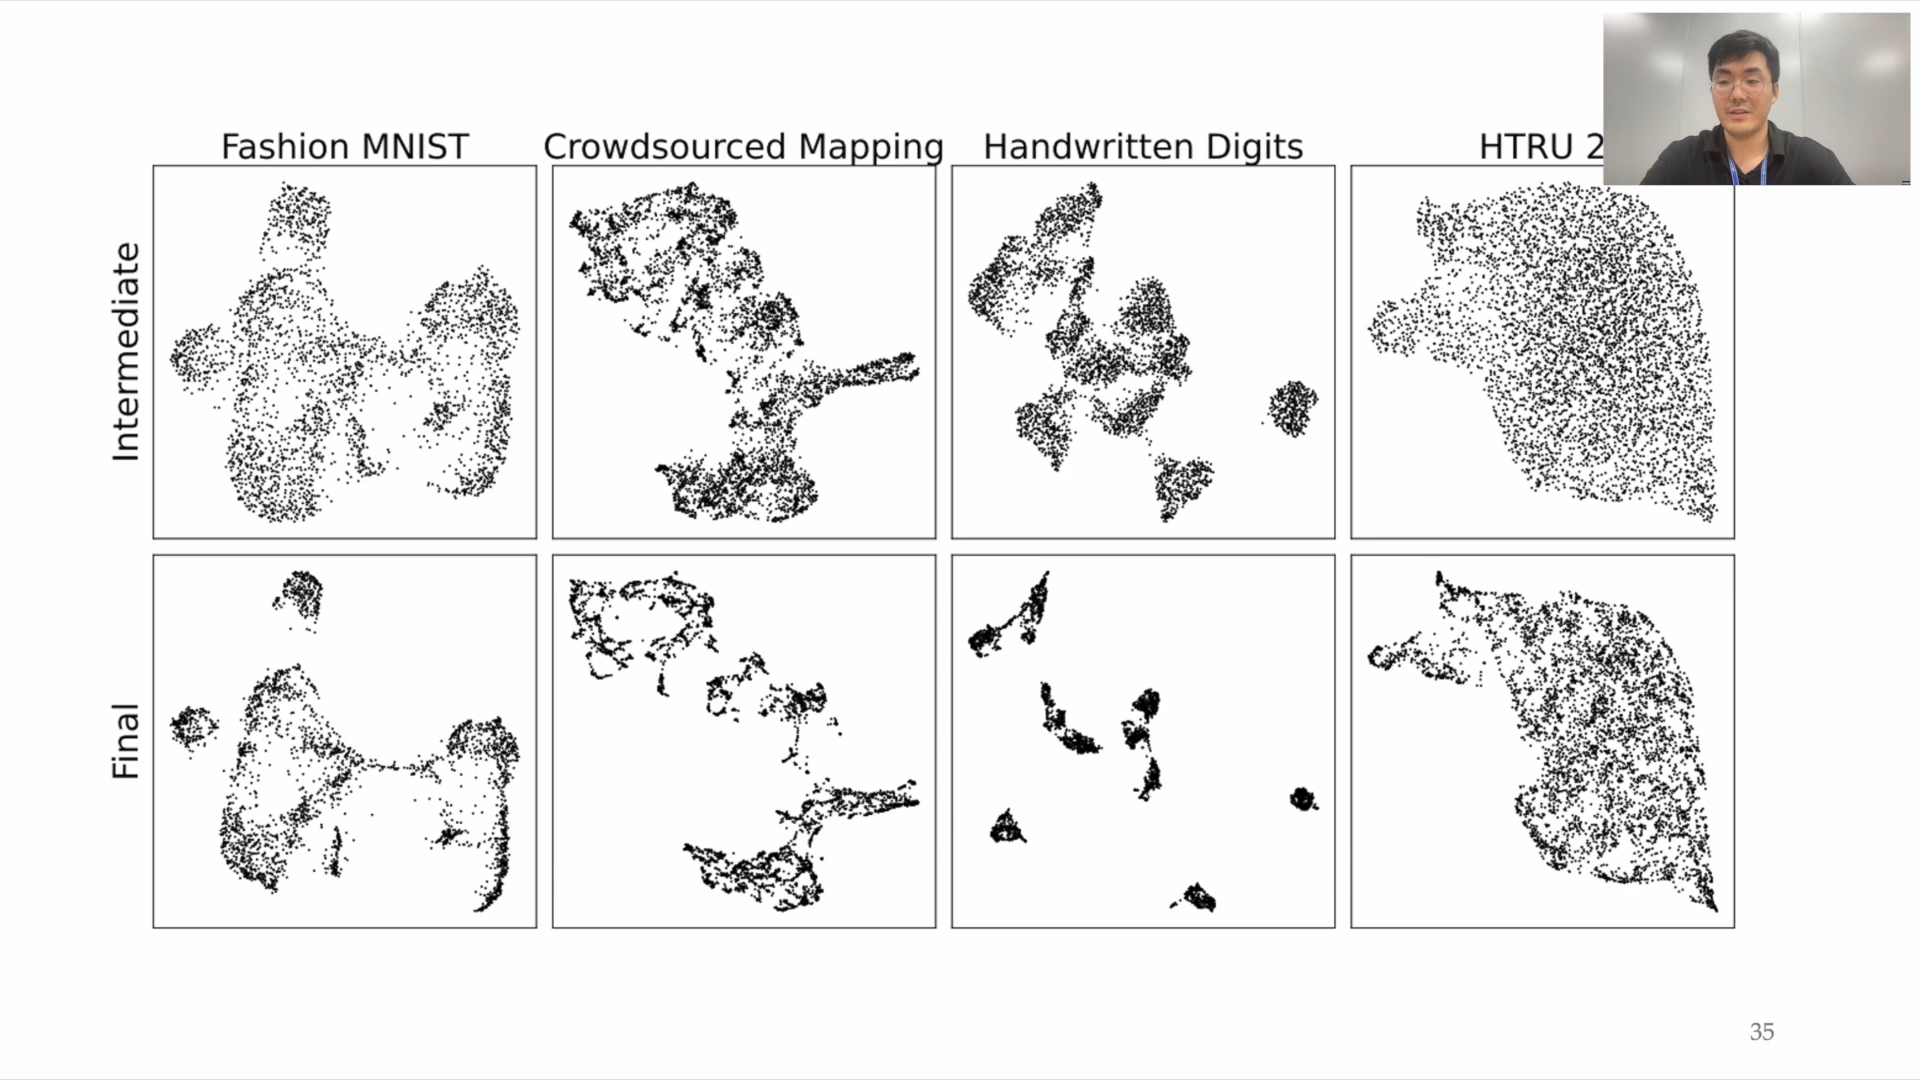 Fashion MNIST
Crowdsourced Mapping
Handwritten Digits
HTRU 2
Intermediate
Final
35